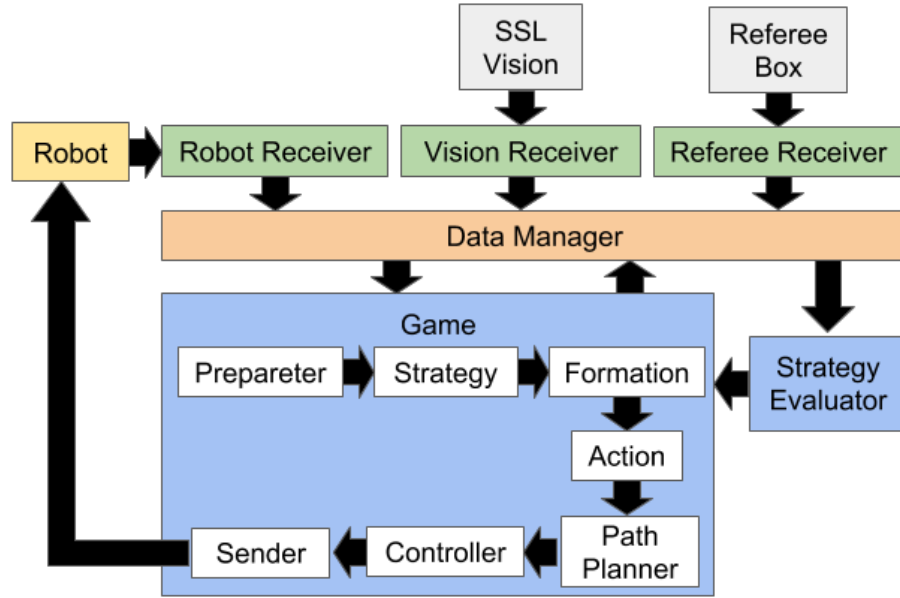 SSL
Vision
Referee
Box
Robot
Robot Receiver
Vision Receiver
Referee Receiver
Data Manager
Game
Prepareter
Strategy
Formation
Strategy
Evaluator
Action
Sender
Controller
Path
Planner